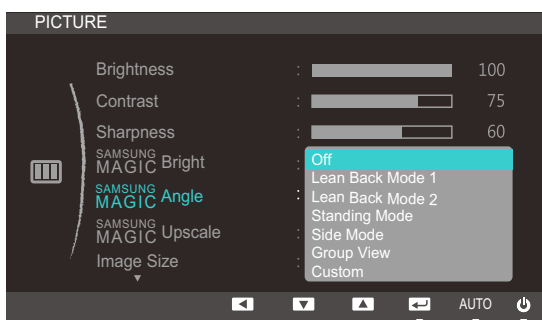 PICTURE
Brightness : 100
Contrast : 75
Sharpness : 60
SAMSUNG
MAGIC Bright :
SAMSUNG
MAGIC Angle :
SAMSUNG
MAGIC Upscale :
Image Size :
Off
Lean Back Mode 1
Lean Back Mode 2
Standing Mode
Side Mode
Group View
Custom
AUTO